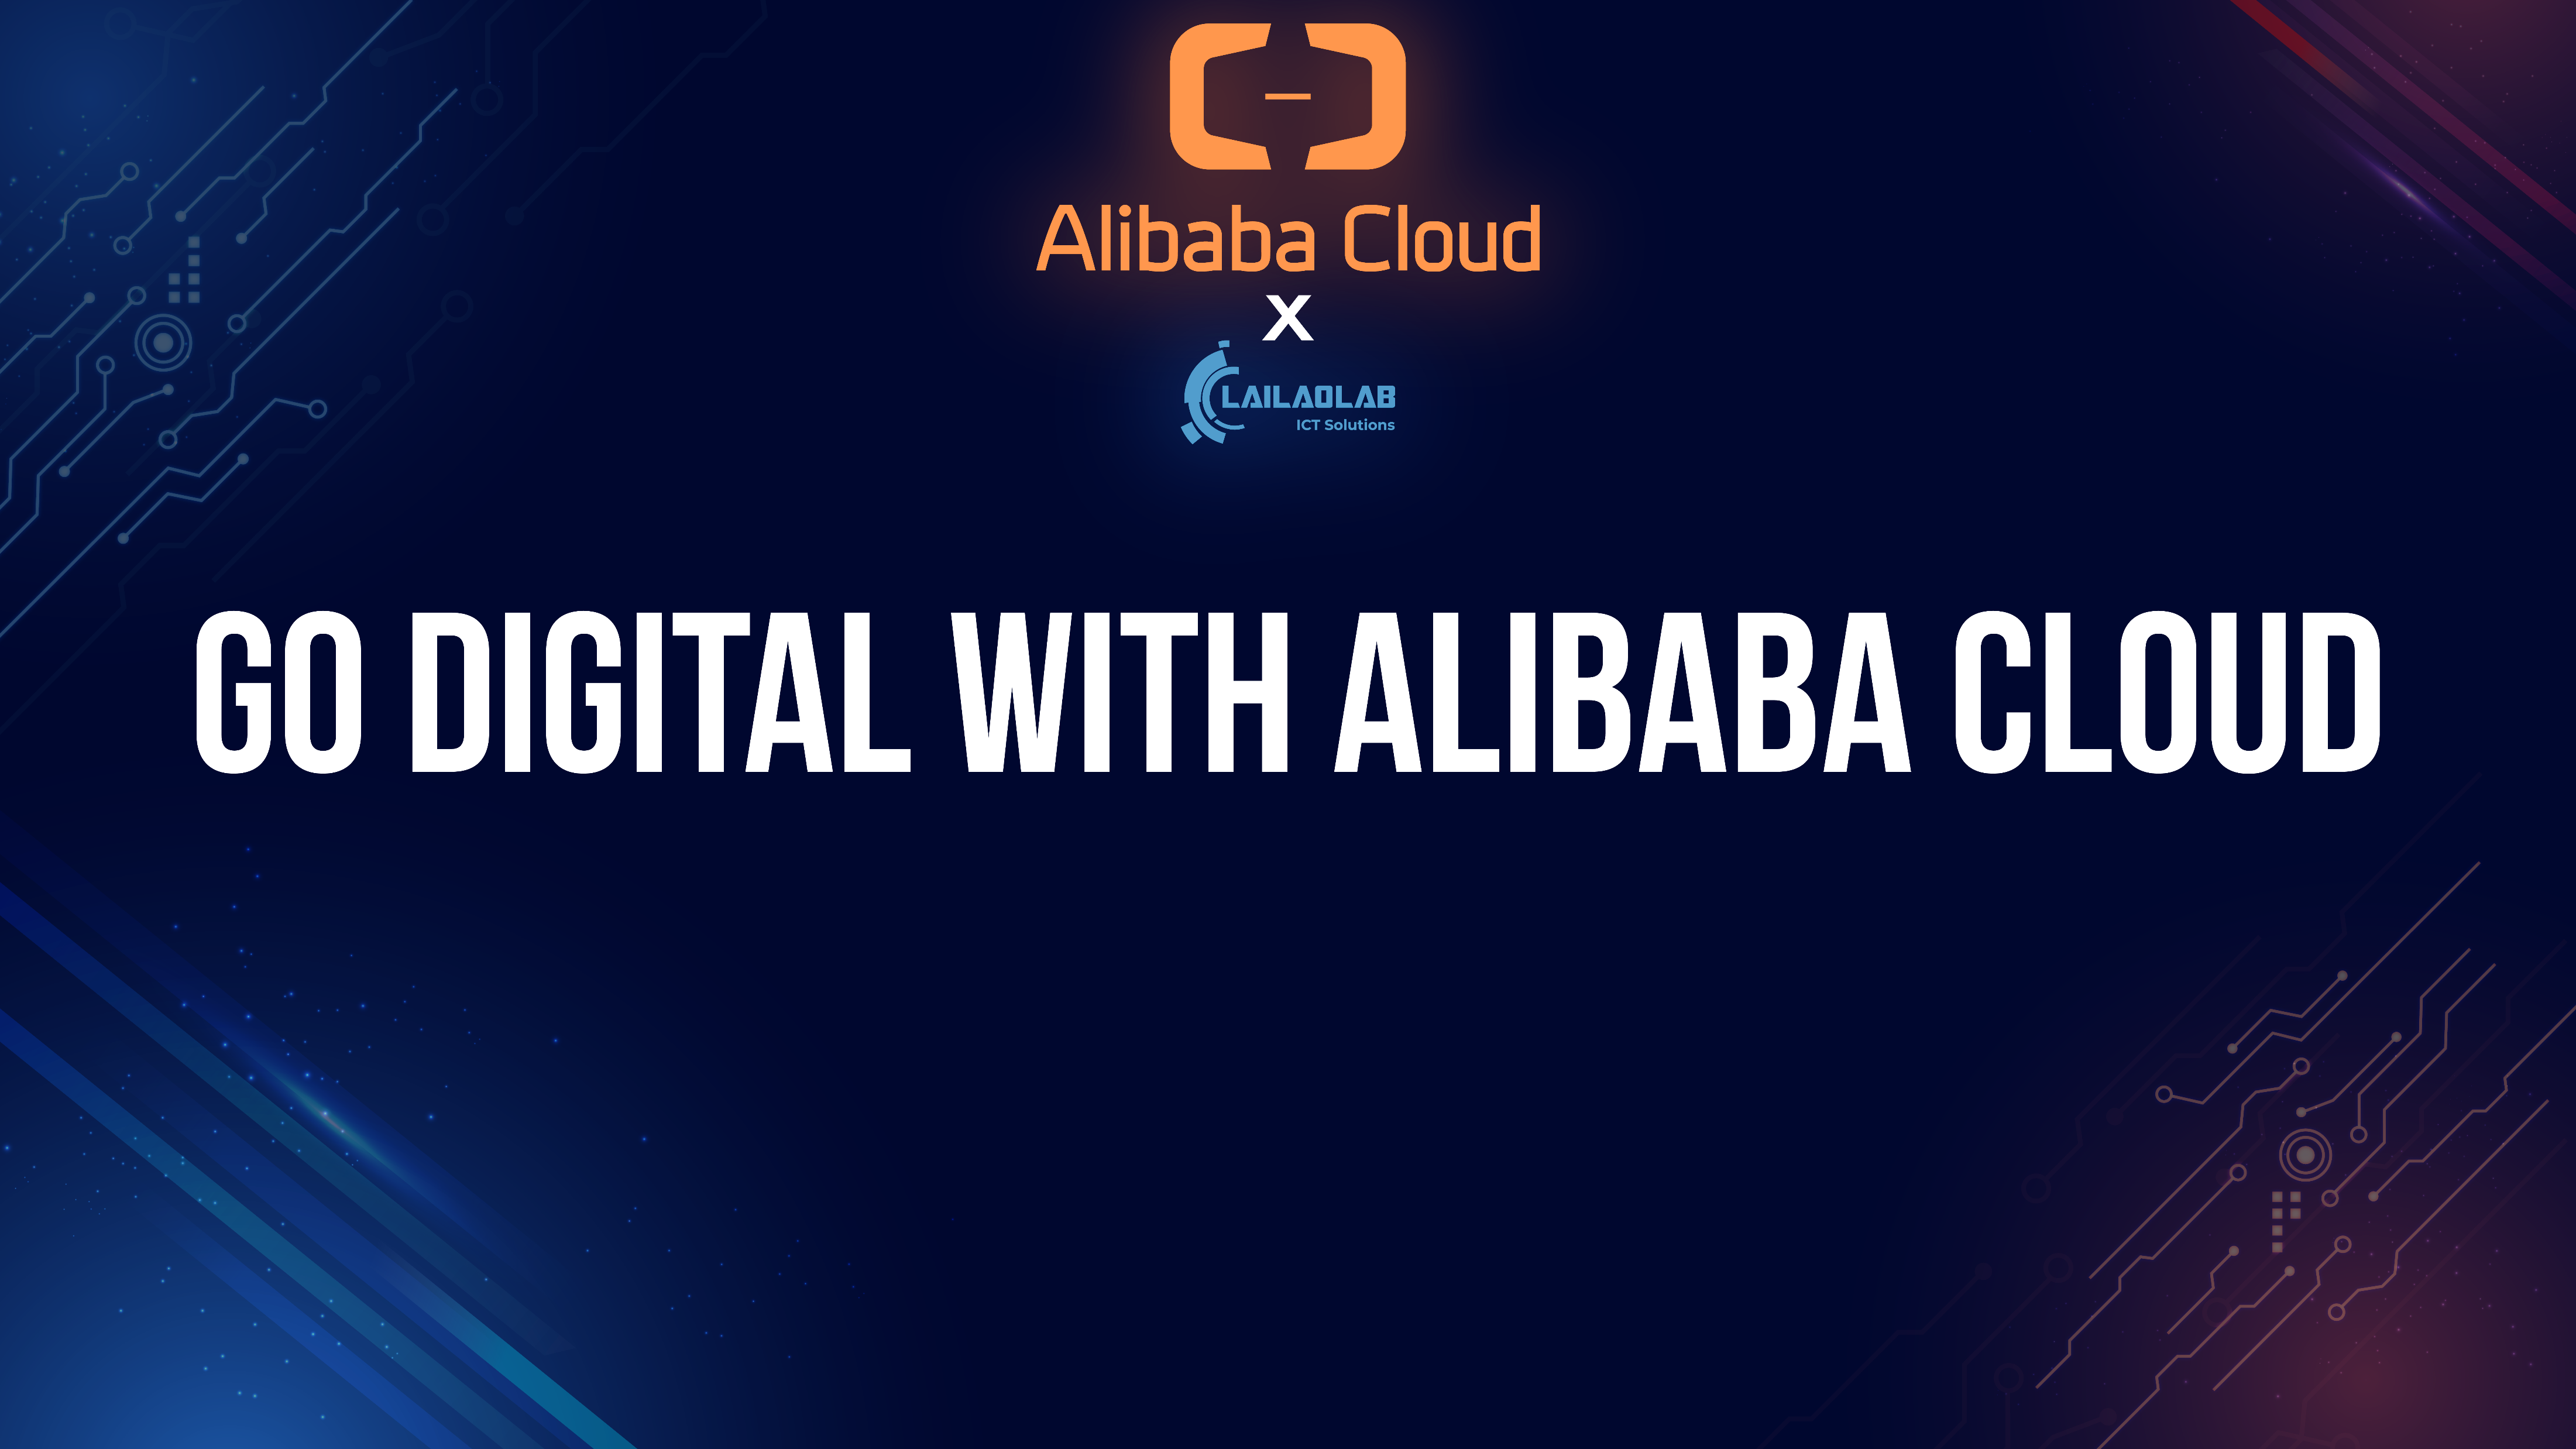 Alibaba Cloud
X
LAILAOLAB
ICT Solutions
GO DIGITAL WITH ALIBABA CLOUD